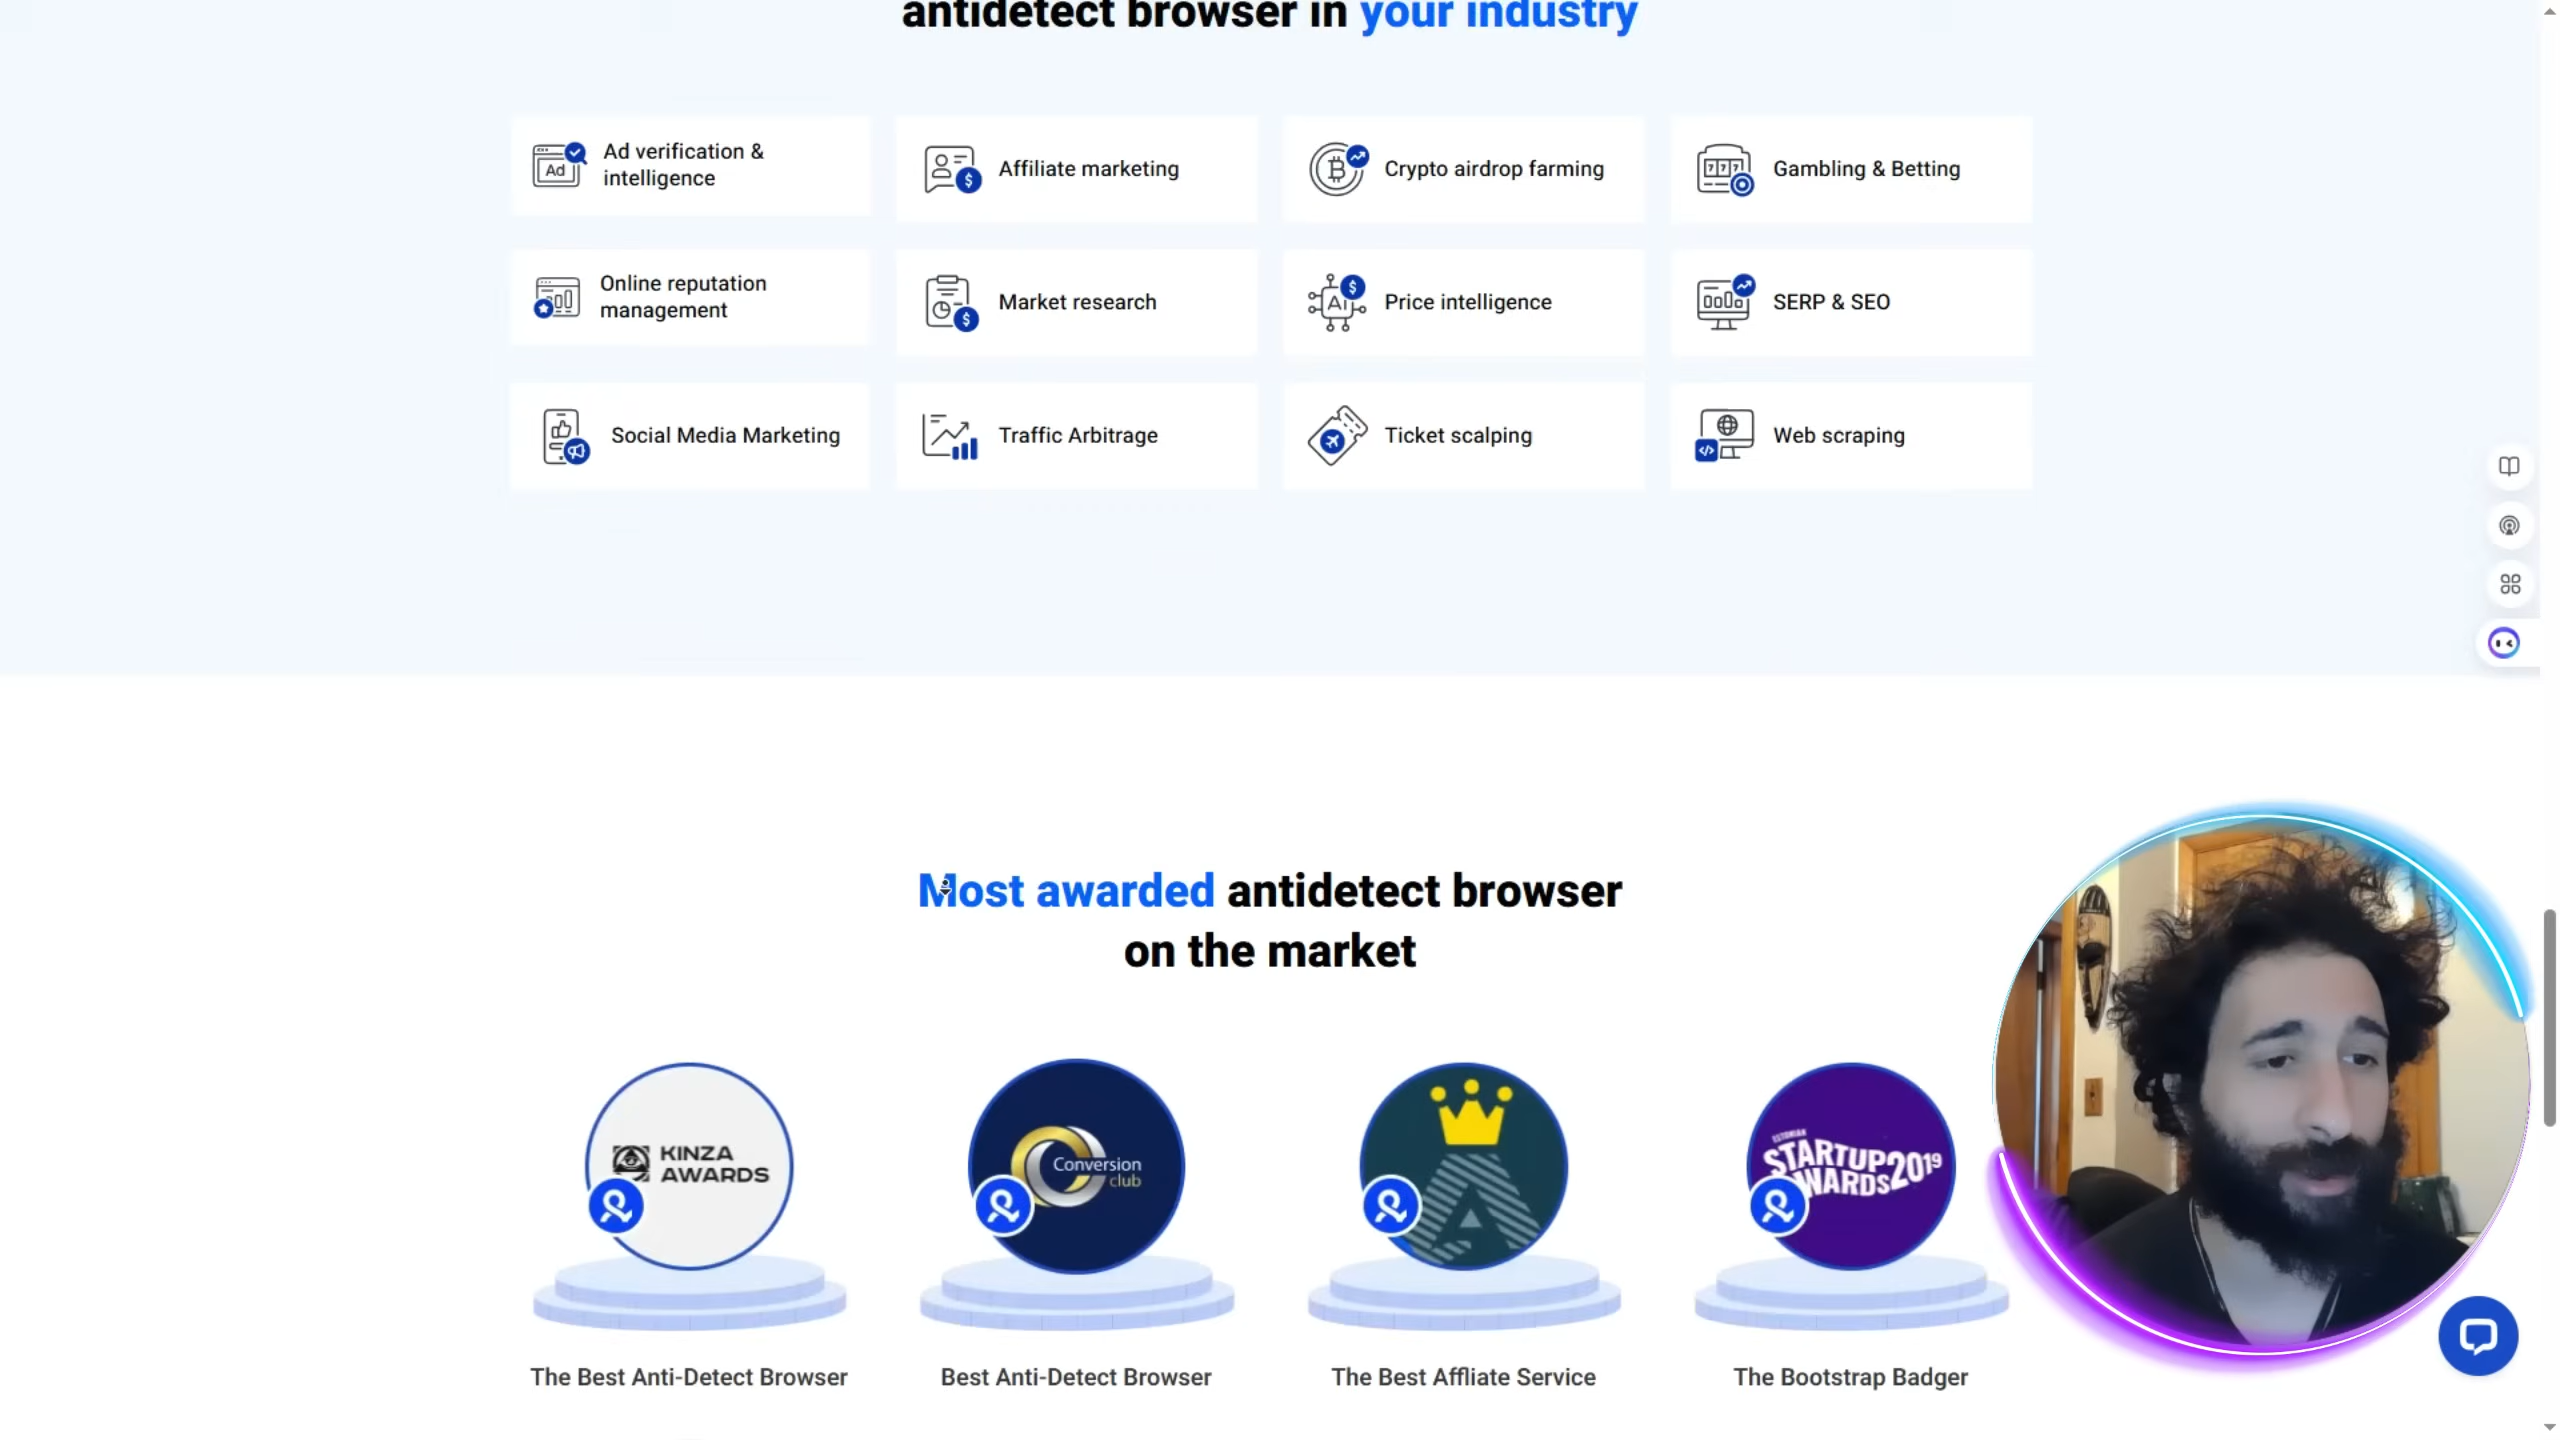 antidetect browser in your industry
Ad verification &
intelligence
Affiliate marketing
Crypto airdrop farming
Gambling & Betting
Online reputation
management
Market research
Price intelligence
SERP & SEO
Social Media Marketing
Traffic Arbitrage
Ticket scalping
Web scraping
Most awarded antidetect browser
on the market
KINZA
AWARDS
Conversion
club
ESTONIAN
STARTUP 2019
AWARDS
The Best Anti-Detect Browser
Best Anti-Detect Browser
The Best Affliate Service
The Bootstrap Badger